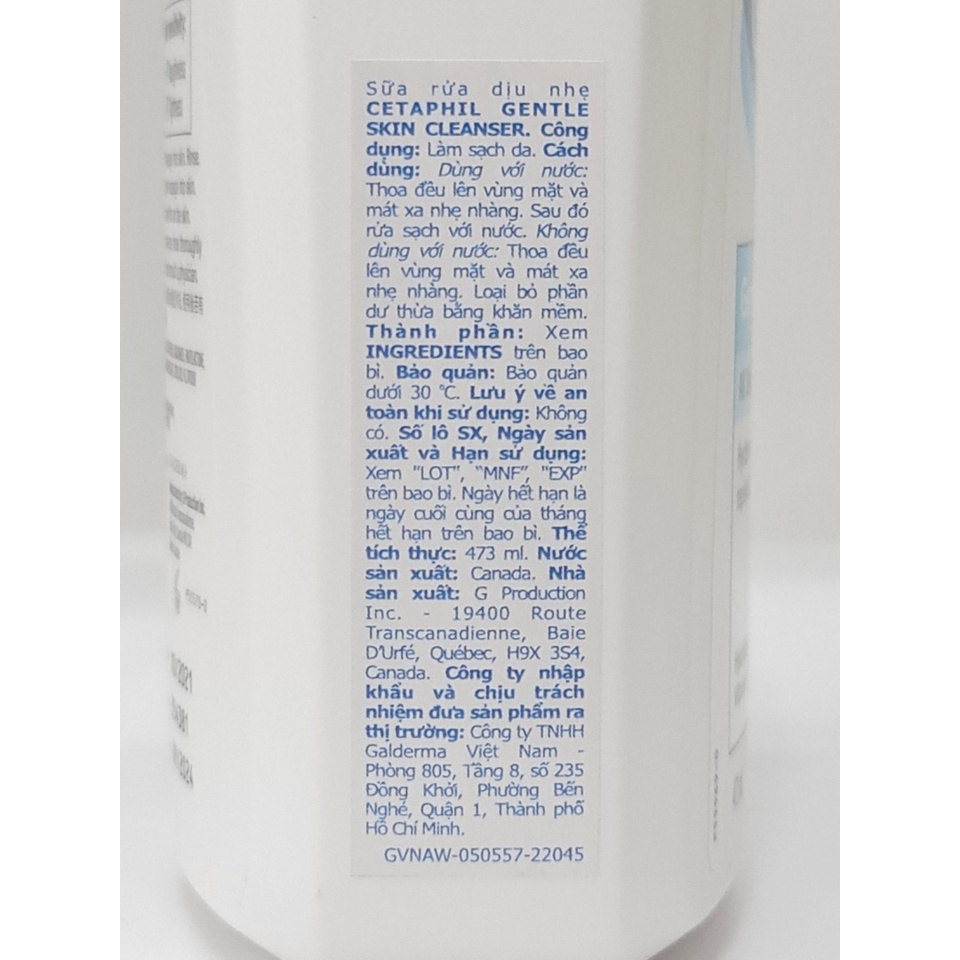 Sữa rửa dịu nhẹ
CETAPHIL GENTLE
SKIN CLEANSER. Công
dụng: Làm sạch da. Cách
dùng: Dùng với nước:
Thoa đều lên vùng mặt và
mát xa nhẹ nhàng. Sau đó
rửa sạch với nước. Không
dùng với nước: Thoa đều
lên vùng mặt và mát xa
nhẹ nhàng. Loại bỏ phần
dư thừa bằng khăn mềm.
Thành phần: Xem
INGREDIENTS trên bao
bì. Bảo quản: Bảo quản
dưới 30 °C. Lưu ý về an
toàn khi sử dụng: Không
có. Số lô SX, Ngày sản
xuất và Hạn sử dụng:
Xem "LOT", "MNF", "EXP"
trên bao bì. Ngày hết hạn là
ngày cuối cùng của tháng
hết hạn trên bao bì. Thể
tích thực: 473 ml. Nước
sản xuất: Canada. Nhà
sản xuất: G Production
Inc. - 19400 Route
Transcanadienne, Baie
D'Urfé, Québec, H9X 3S4,
Canada. Công ty nhập
khẩu và chịu trách
nhiệm đưa sản phẩm ra
thị trường: Công ty TNHH
Galderma Việt Nam -
Phòng 805, Tầng 8, số 235
Đồng Khởi, Phường Bến
Nghé, Quận 1, Thành phố
Hồ Chí Minh.
GVNAW-050557-22045